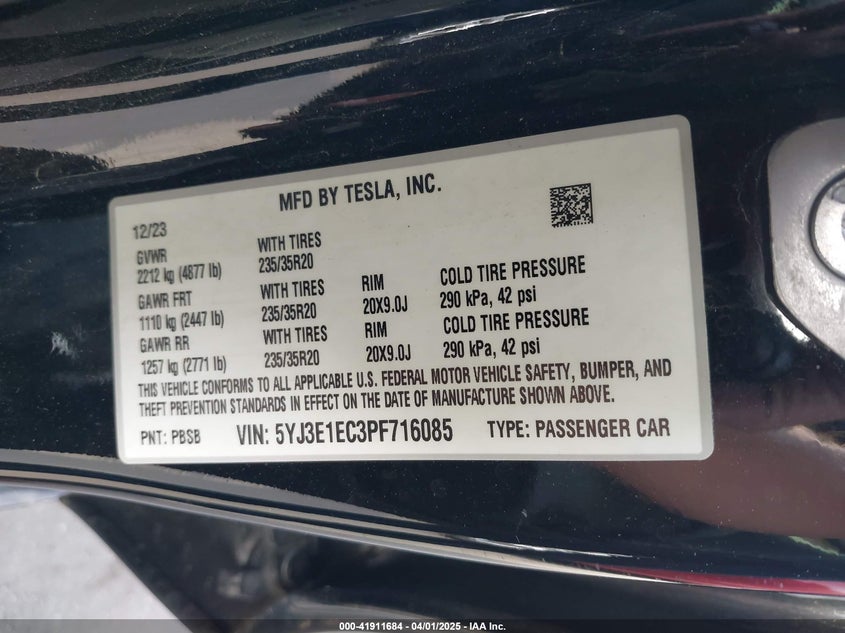 MFD BY TESLA, INC.
12/23
GVWR
2212 kg (4877 lb)
WITH TIRES
235/35R20
GAWR FRT
1110 kg (2447 lb)
WITH TIRES
235/35R20
RIM
20X9.0J
COLD TIRE PRESSURE
290 kPa, 42 psi
GAWR RR
1257 kg (2771 lb)
WITH TIRES
235/35R20
RIM
20X9.0J
COLD TIRE PRESSURE
290 kPa, 42 psi
THIS VEHICLE CONFORMS TO ALL APPLICABLE U.S. FEDERAL MOTOR VEHICLE SAFETY, BUMPER, AND
THEFT PREVENTION STANDARDS IN EFFECT ON THE DATE OF MANUFACTURE SHOWN ABOVE.
PNT: PBSB VIN: 5YJ3E1EC3PF716085 TYPE: PASSENGER CAR
000-41911684 - 04/01/2025 - IAA Inc.